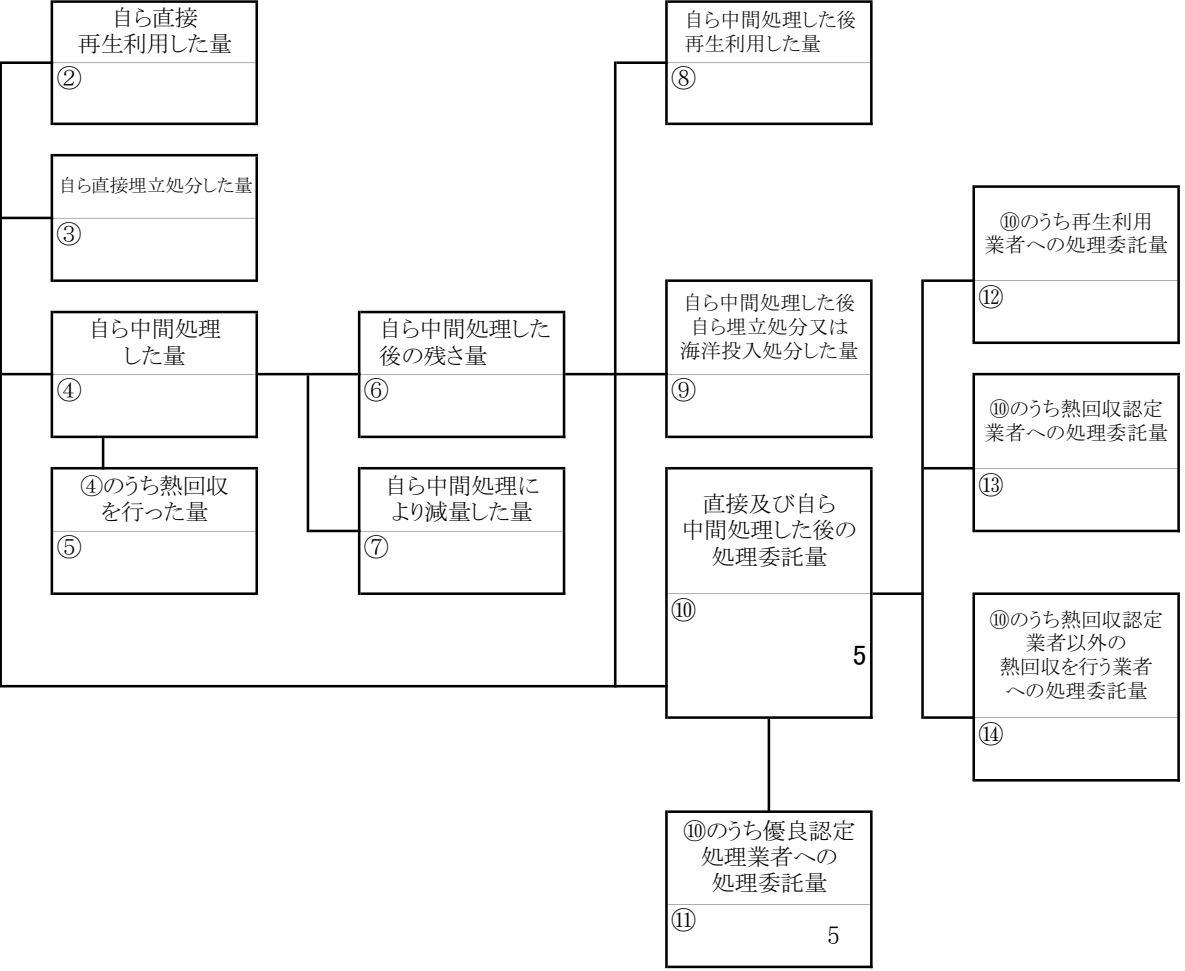 自ら直接
再生利用した量
②
自ら直接埋立処分した量
③
自ら中間処理
した量
④
④のうち熱回収
を行った量
⑤
自ら中間処理した
後の残さ量
⑥
自ら中間処理に
より減量した量
⑦
自ら中間処理した後
再生利用した量
⑧
自ら中間処理した後
自ら埋立処分又は
海洋投入処分した量
⑨
直接及び自ら
中間処理した後の
処理委託量
⑩
5
⑩のうち優良認定
処理業者への
処理委託量
⑪
5
⑩のうち再生利用
業者への処理委託量
⑫
⑩のうち熱回収認定
業者への処理委託量
⑬
⑩のうち熱回収認定
業者以外の
熱回収を行う業者
への処理委託量
⑭